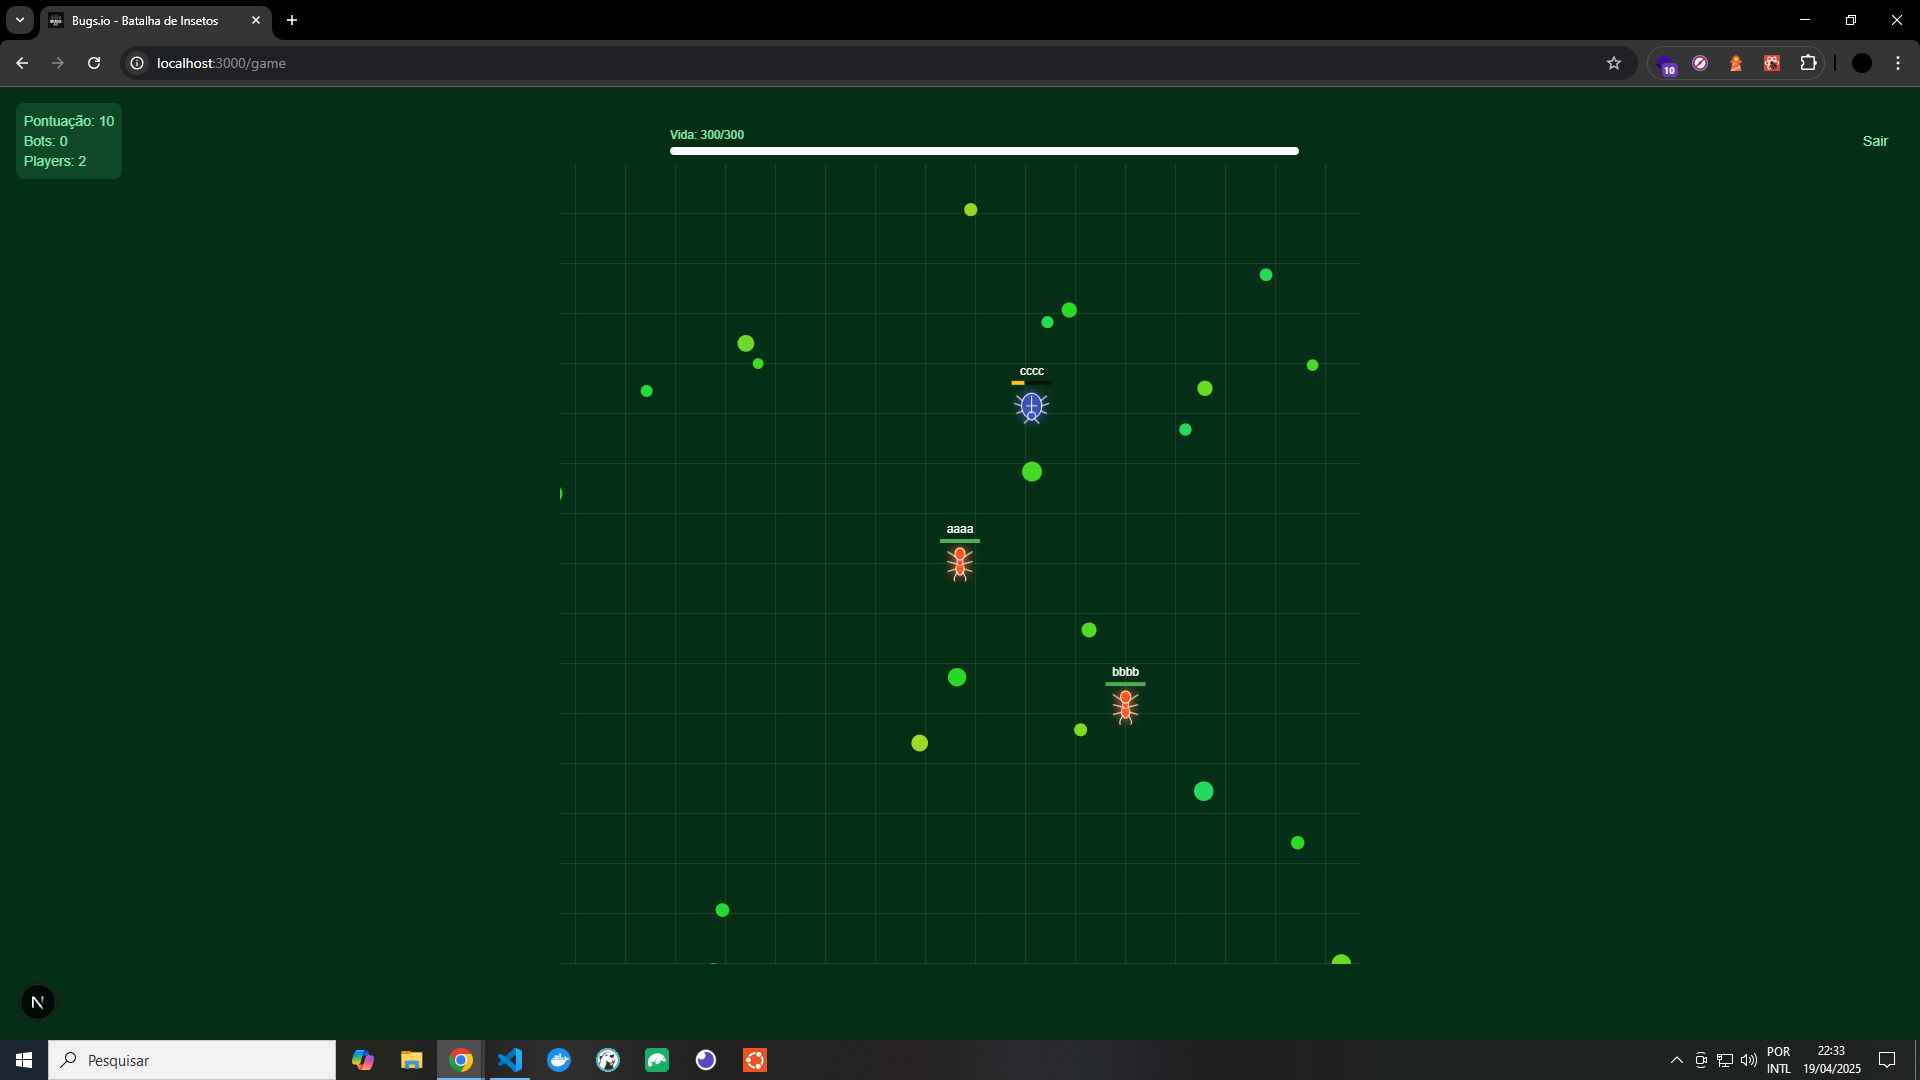 Bugs.io - Batalha de Insetos
localhost:3000/game
10
Pontuação: 10
Bots: 0
Players: 2
Vida: 300/300
Sair
cccc
aaaa
bbbb
N
Pesquisar
POR
INTL
22:33
19/04/2025